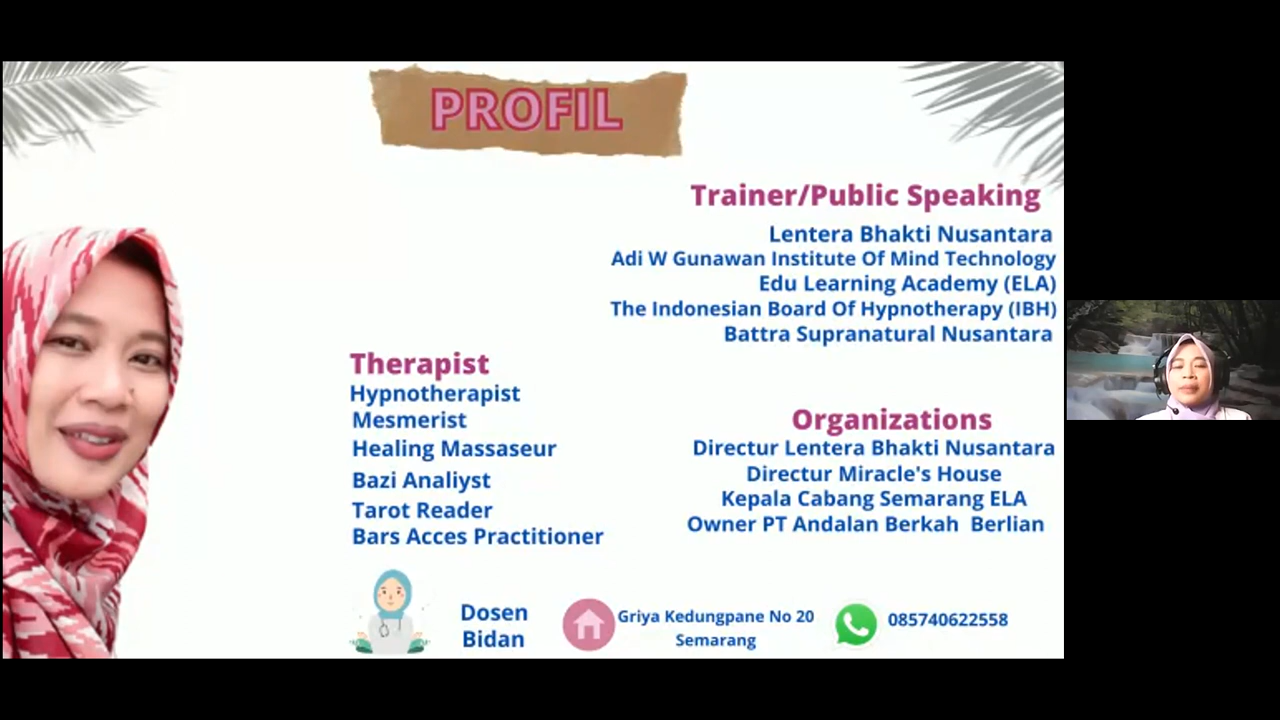 PROFIL
Trainer/Public Speaking
Lentera Bhakti Nusantara
Adi W Gunawan Institute Of Mind Technology
Edu Learning Academy (ELA)
The Indonesian Board Of Hypnotherapy (IBH)
Battra Supranatural Nusantara
Therapist
Hypnotherapist
Mesmerist
Healing Massaseur
Bazi Analiyst
Tarot Reader
Bars Acces Practitioner
Organizations
Directur Lentera Bhakti Nusantara
Directur Miracle's House
Kepala Cabang Semarang ELA
Owner PT Andalan Berkah Berlian
Dosen
Bidan
Griya Kedungpane No 20
Semarang
085740622558